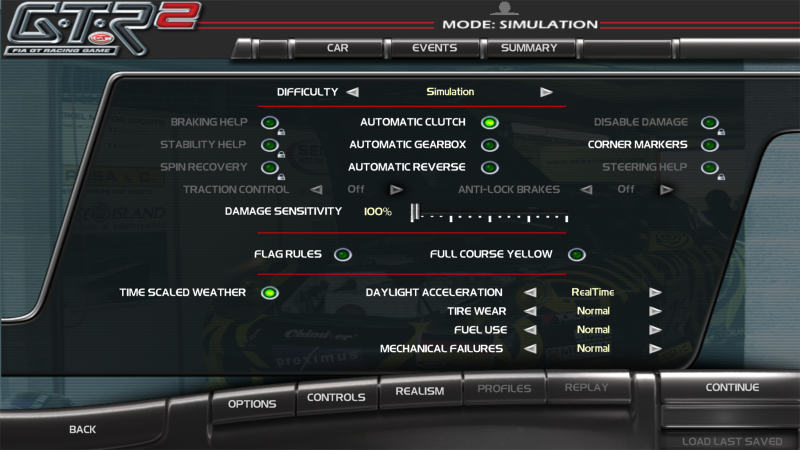 GTR2
FIA GT RACING GAME
MODE: SIMULATION
CAR EVENTS SUMMARY
DIFFICULTY Simulation
BRAKING HELP AUTOMATIC CLUTCH DISABLE DAMAGE
STABILITY HELP AUTOMATIC GEARBOX CORNER MARKERS
SPIN RECOVERY AUTOMATIC REVERSE STEERING HELP
TRACTION CONTROL Off ANTI-LOCK BRAKES Off
DAMAGE SENSITIVITY 100%
FLAG RULES FULL COURSE YELLOW
TIME SCALED WEATHER DAYLIGHT ACCELERATION RealTime
TIRE WEAR Normal
FUEL USE Normal
MECHANICAL FAILURES Normal
proximus
BACK OPTIONS CONTROLS REALISM PROFILES REPLAY CONTINUE
LOAD LAST SAVED